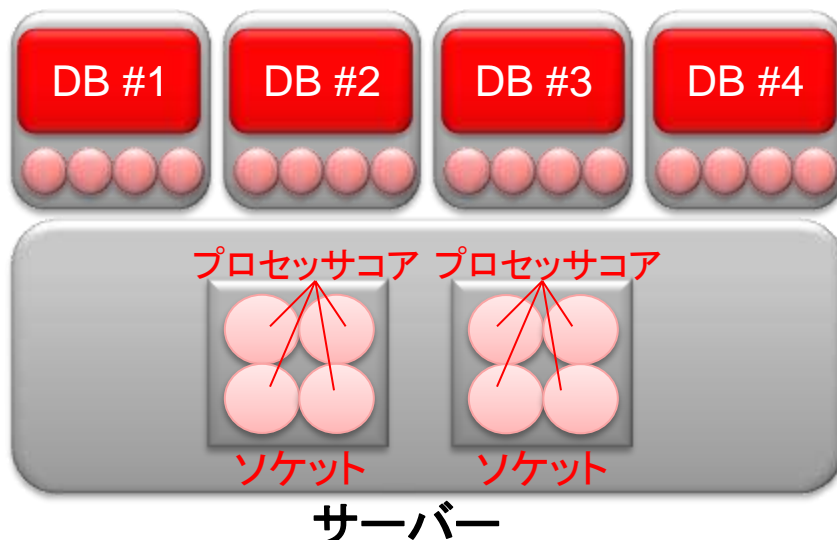 DB #1
DB #2
DB #3
DB #4
プロセッサコア
プロセッサコア
ソケット
ソケット
サーバー